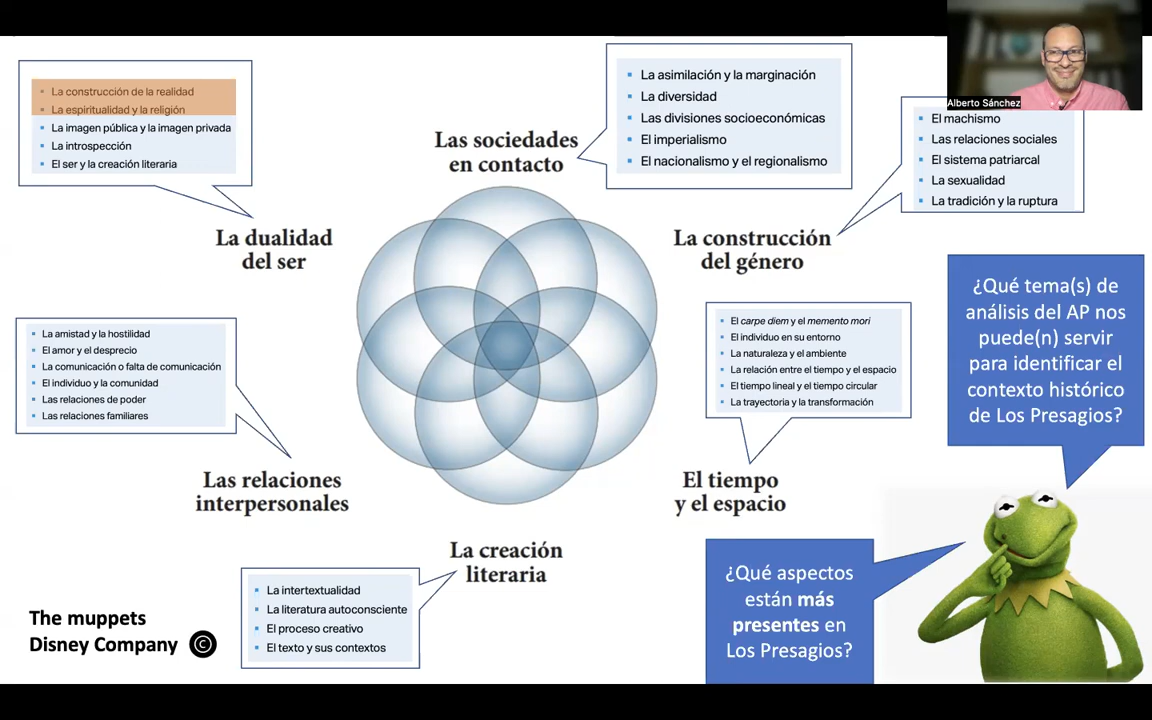 Alberto Sánchez
La construcción de la realidad
La espiritualidad y la religión
La imagen pública y la imagen privada
La introspección
El ser y la creación literaria
La dualidad
del ser
Las sociedades
en contacto
La asimilación y la marginación
La diversidad
Las divisiones socioeconómicas
El imperialismo
El nacionalismo y el regionalismo
El machismo
Las relaciones sociales
El sistema patriarcal
La sexualidad
La tradición y la ruptura
La construcción
del género
¿Qué tema(s) de
análisis del AP nos
puede(n) servir
para identificar el
contexto histórico
de Los Presagios?
La amistad y la hostilidad
El amor y el desprecio
La comunicación o falta de comunicación
El individuo y la comunidad
Las relaciones de poder
Las relaciones familiares
Las relaciones
interpersonales
El carpe diem y el memento mori
El individuo en su entorno
La naturaleza y el ambiente
La relación entre el tiempo y el espacio
El tiempo lineal y el tiempo circular
La trayectoria y la transformación
El tiempo
y el espacio
La creación
literaria
La intertextualidad
La literatura autoconsciente
El proceso creativo
El texto y sus contextos
¿Qué aspectos
están más
presentes en
Los Presagios?
The muppets
Disney Company ©